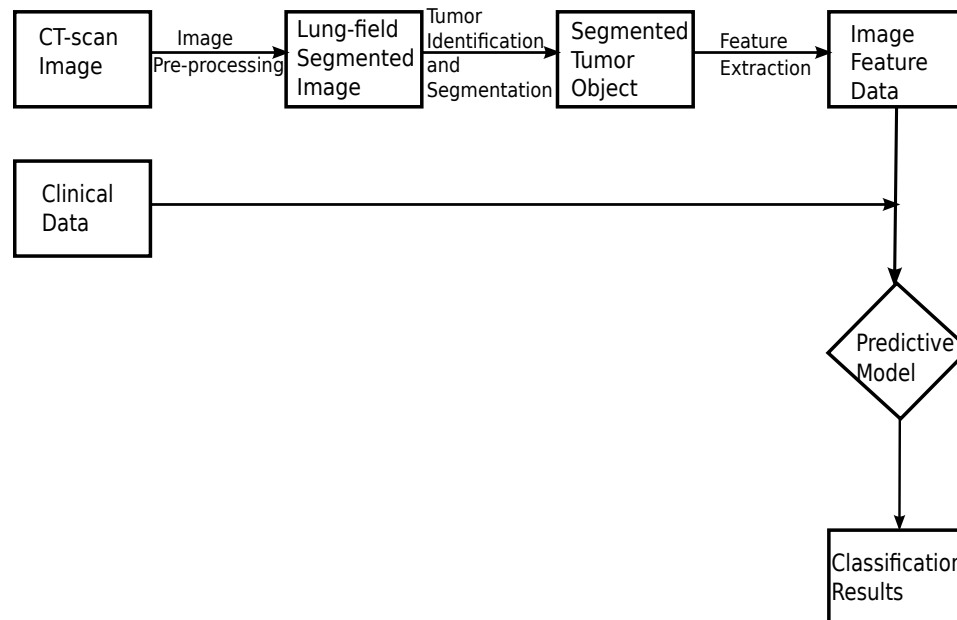 CT-scan
Image
Image
Pre-processing
Lung-field
Segmented
Image
Tumor
Identification
and
Segmentation
Segmented
Tumor
Object
Feature
Extraction
Image
Feature
Data
Clinical
Data
Predictive
Model
Classification
Results